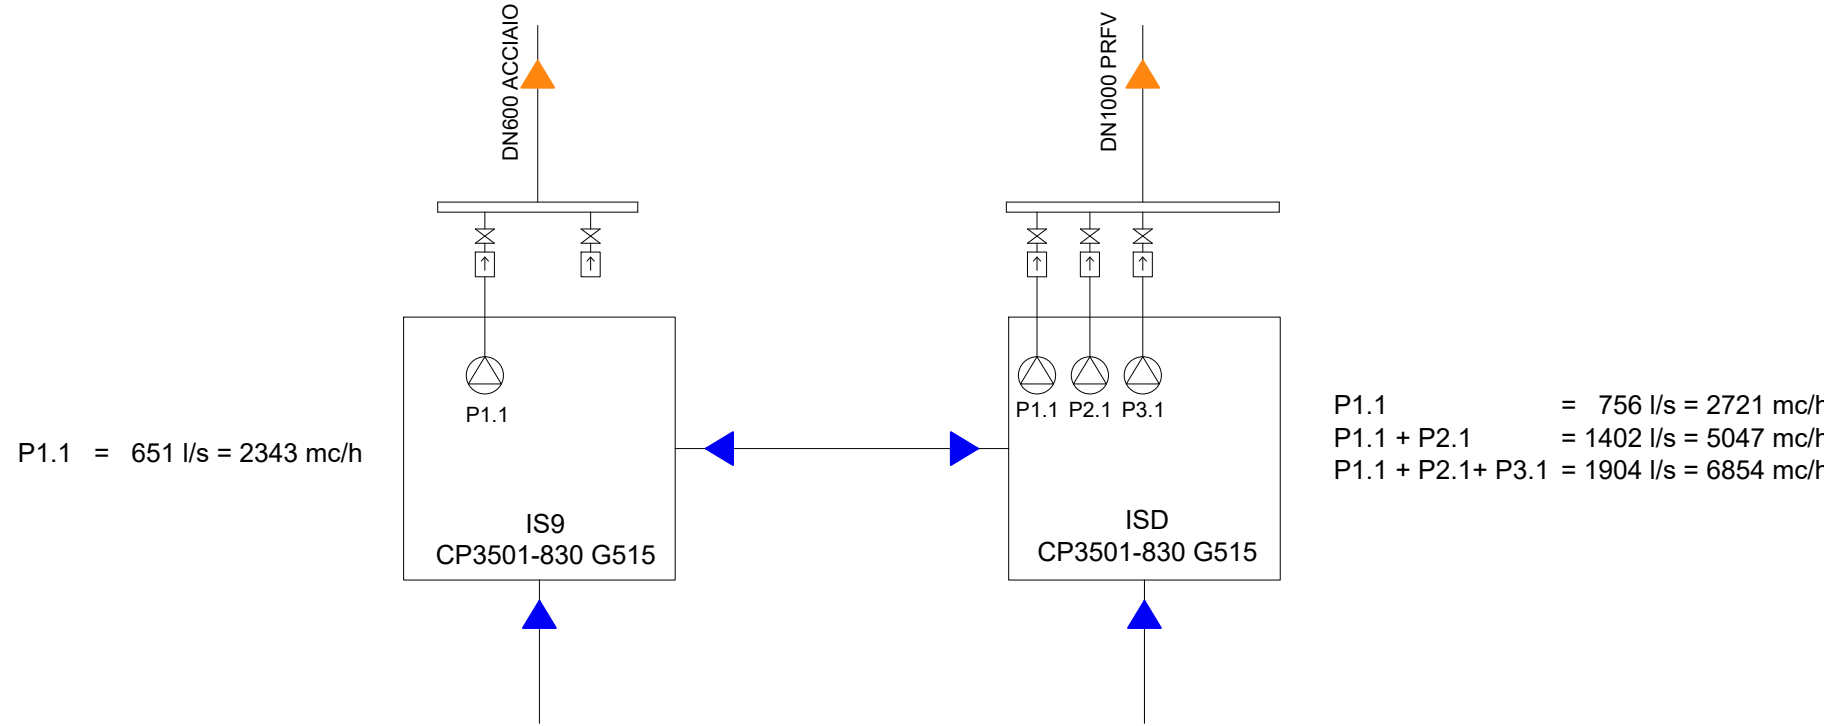 DN600 ACCIAIO
DN1000 PRFV
P1.1
P1.1 P2.1 P3.1
P1.1 = 651 l/s = 2343 mc/h
P1.1 = 756 l/s = 2721 mc/h
P1.1 + P2.1 = 1402 l/s = 5047 mc/h
P1.1 + P2.1+ P3.1 = 1904 l/s = 6854 mc/h
IS9
CP3501-830 G515
ISD
CP3501-830 G515